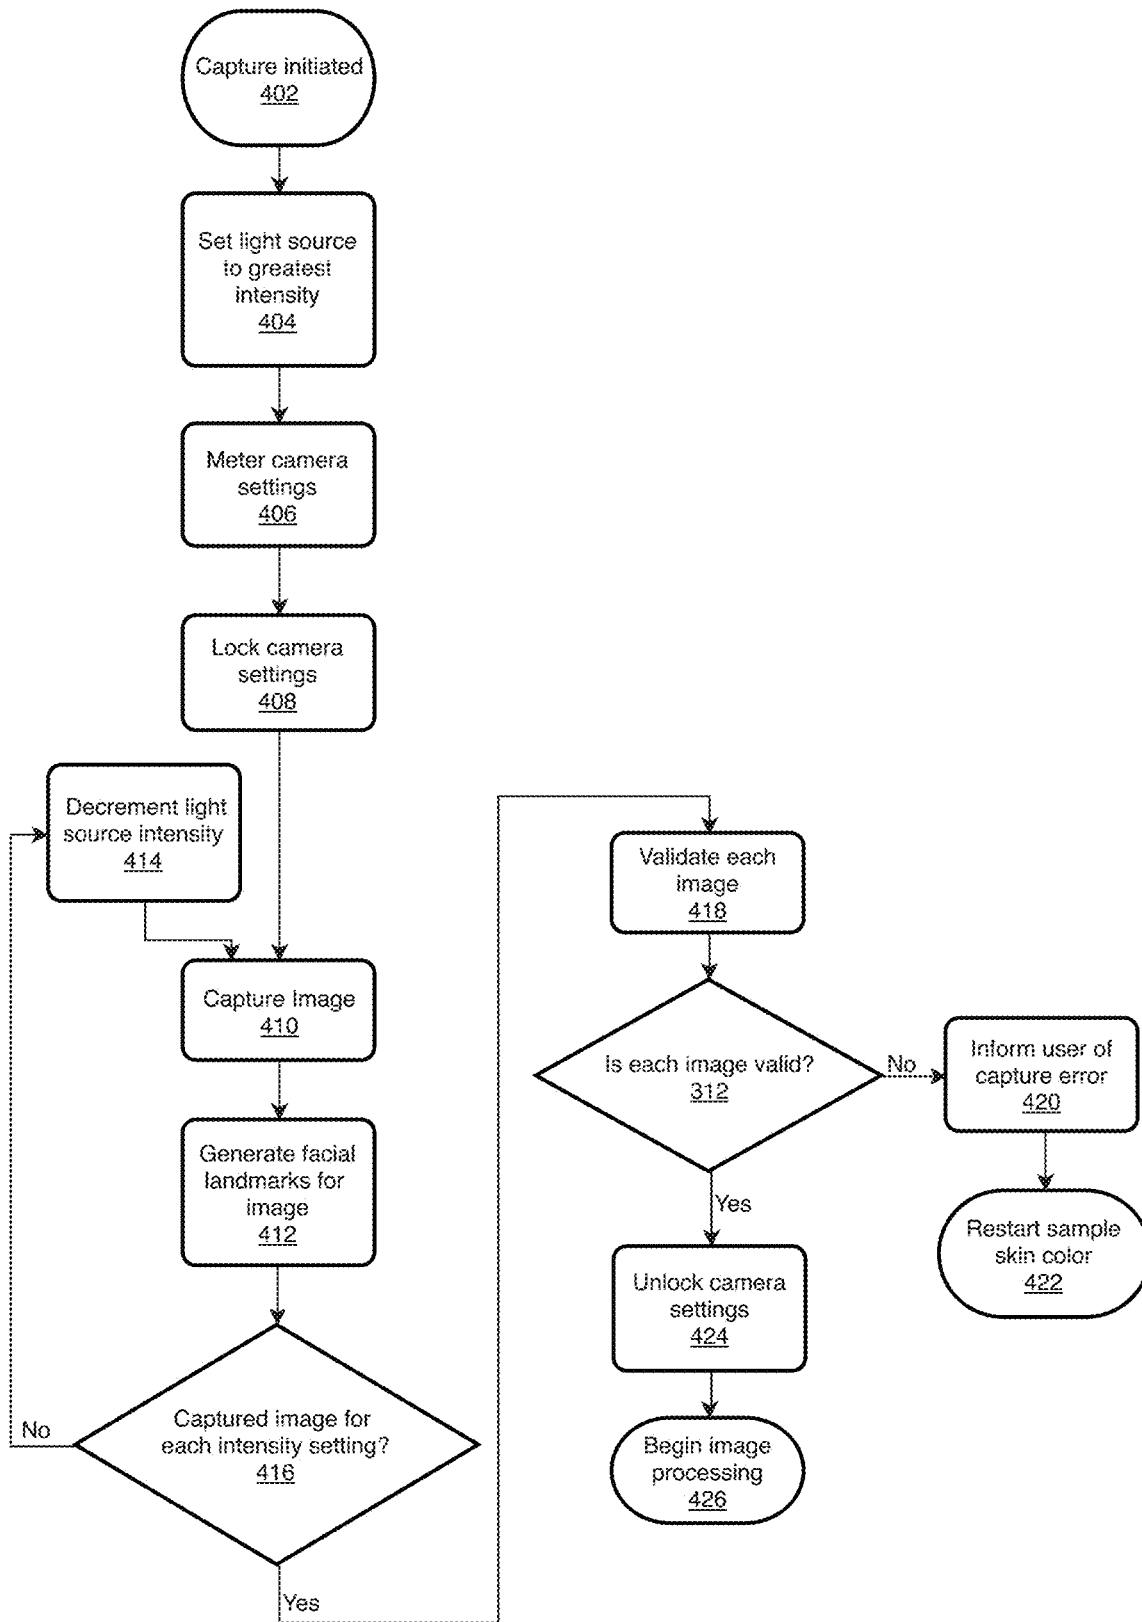 Capture initiated
402
Set light source
to greatest
intensity
404
Meter camera
settings
406
Lock camera
settings
408
Decrement light
source intensity
414
Capture Image
410
Generate facial
landmarks for
image
412
Captured image for
each intensity setting?
416
No
Yes
Validate each
image
418
Is each image valid?
312
No
Inform user of
capture error
420
Restart sample
skin color
422
Yes
Unlock camera
settings
424
Begin image
processing
426